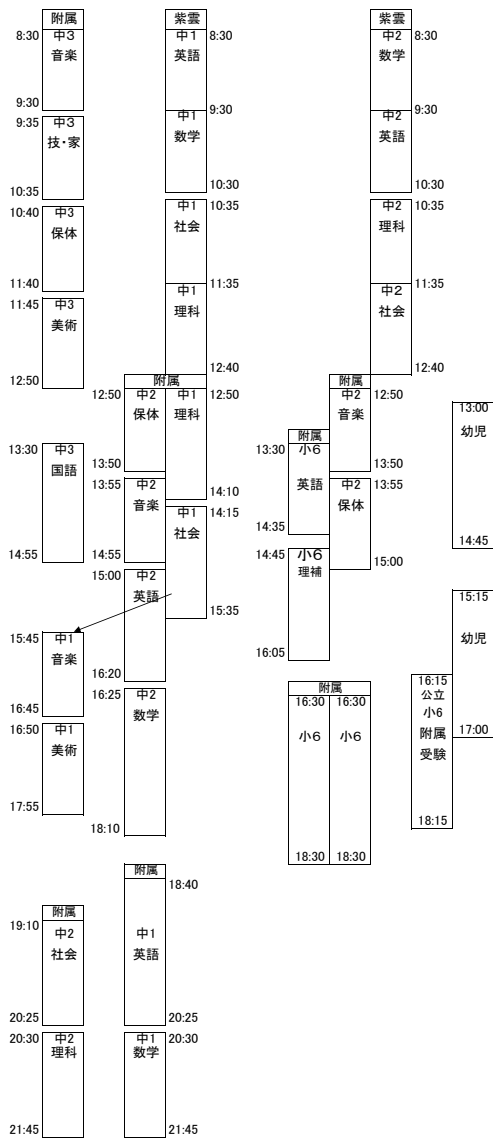 附属
8:30 中３
音楽
9:30
9:35 中３
技・家
10:35
10:40 中3
保体
11:40
11:45 中3
美術
12:50
13:30 中3
国語
14:55
15:45 中1
音楽
16:45
16:50 中1
美術
17:55
附属
19:10
中2
社会
20:25
20:30 中2
理科
21:45
紫雲
中１ 8:30
英語
9:30
中1
数学
10:30
中1 10:35
社会
11:35
中1
理科
12:40
附属
12:50 中2 中1 12:50
保体 理科
13:50
13:55 中2
音楽
14:10
中1 14:15
社会
14:55
15:00 中2
英語
15:35
16:20
16:25 中2
数学
18:10
附属
18:40
中1
英語
20:25
中1 20:30
数学
21:45
紫雲
中2 8:30
数学
9:30
中2
英語
10:30
中2 10:35
理科
11:35
中２
社会
12:40
附属
中2 12:50
音楽
13:50
中2 13:55
保体
15:00
附属
13:30 小6
英語
14:35
14:45 小6
理補
16:05
附属
16:30 16:30
小6 小6
18:30 18:30
13:00
幼児
14:45
15:15
幼児
17:00
16:15
公立
小6
附属
受験
18:15